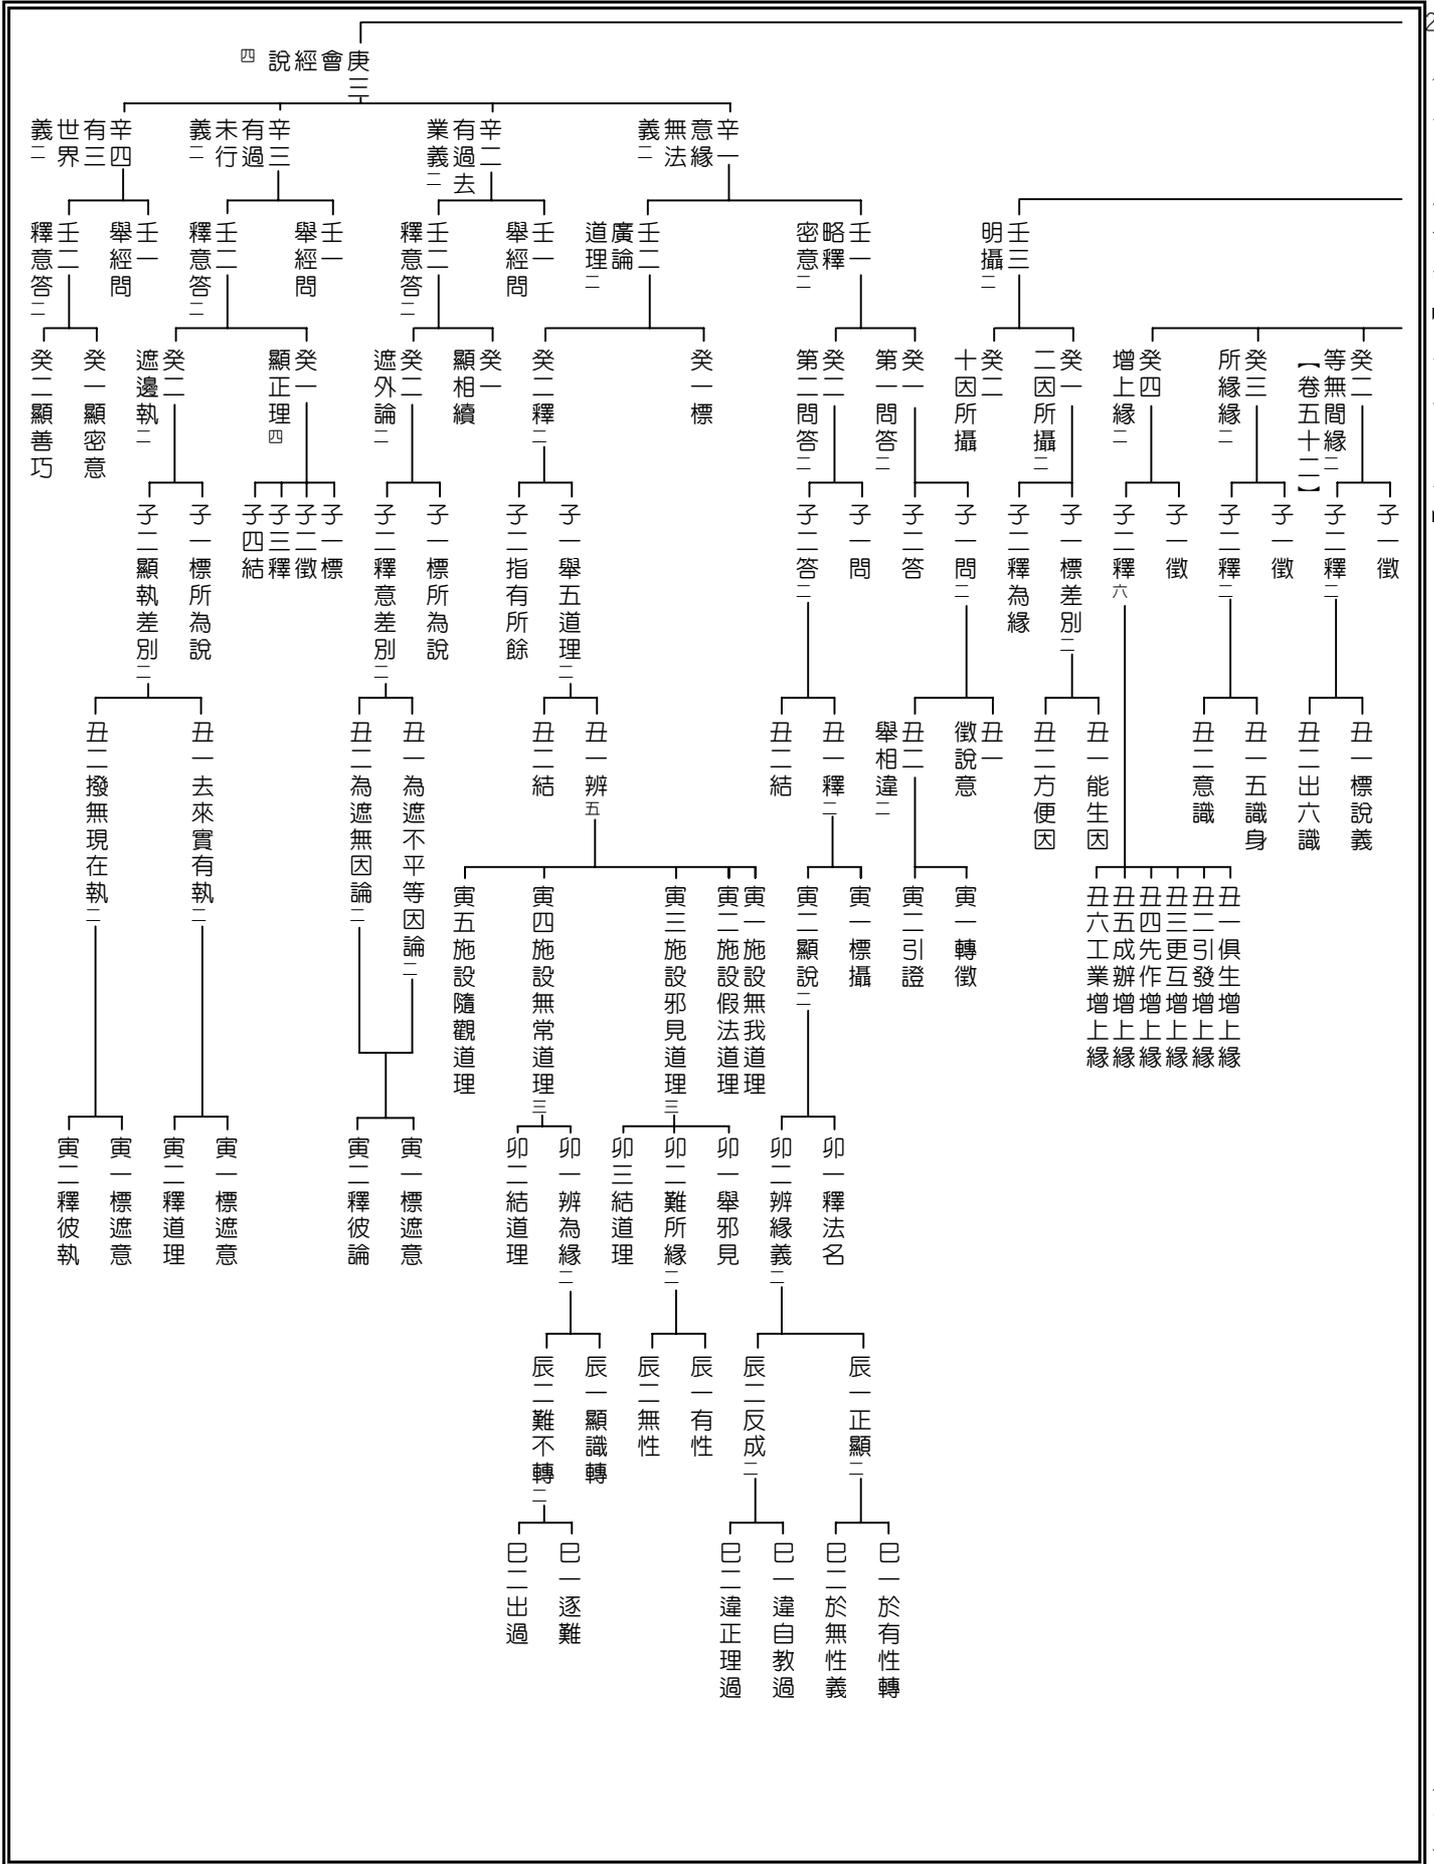 庚三會經說四
辛一意緣無法義二
辛二有過去業義二
辛三有過未行義二
辛四有三世界義二
壬三明攝二
壬一略釋密意二
壬二廣論道理二
壬一舉經問
壬二釋意答二
壬一舉經問
壬二釋意答二
壬一舉經問
壬二釋意答二
癸二等無間緣二【卷五十二】
癸三所緣緣二
癸四增上緣二
癸一二因所攝二
癸二十因所攝
癸一第一問答二
癸二第二問答二
癸一標
癸二釋二
癸一顯相續
癸二遮外論二
癸一顯正理四
癸二遮邊執二
癸一顯密意
癸二顯善巧
子一徵
子二釋二
子一徵
子二釋二
子一徵
子二釋六
子一標差別二
子二釋為緣
子一問二
子二答
子一問
子二答二
子一舉五道理二
子二指有所餘
子一標所為說
子二釋意差別二
子一標
子二徵
子三釋
子四結
子一標所為說
子二顯執差別二
丑一標說義
丑二出六識
丑一五識身
丑二意識
丑一能生因
丑二方便因
丑一徵說意
丑二舉相違二
丑一釋二
丑二結
丑一辨五
丑二結
丑一為遮不平等因論二
丑二為遮無因論二
丑一去來實有執二
丑二撥無現在執二
丑一俱生增上緣
丑二引發增上緣
丑三更互增上緣
丑四先作增上緣
丑五成辦增上緣
丑六工業增上緣
寅一轉徵
寅二引證
寅一標攝
寅二顯說二
寅一施設無我道理
寅二施設假法道理
寅三施設邪見道理三
寅四施設無常道理三
寅五施設隨觀道理
卯一釋法名
卯二辨緣義二
卯一舉邪見
卯二難所緣二
卯三結道理
卯一辨為緣二
卯二結道理
寅一標遮意
寅二釋彼論
寅一標遮意
寅二釋道理
寅一標遮意
寅二釋彼執
辰一正顯二
辰二反成二
辰一有性
辰二無性
辰一顯識轉
辰二難不轉二
巳一於有性轉
巳二於無性義
巳一違自教過
巳二違正理過
巳一逐難
巳二出過